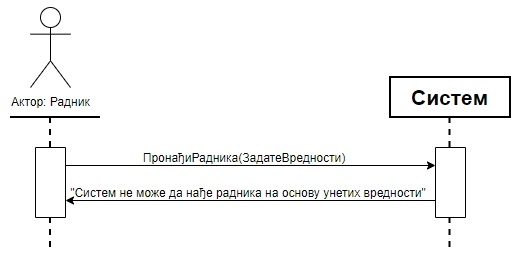 Актор: Радник
Систем
ПронађиРадника(ЗадатеВредности)
"Систем не може да нађе радника на основу унетих вредности"